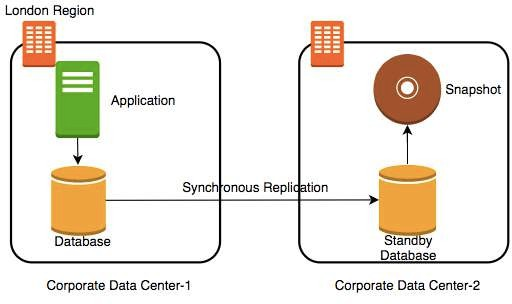 London Region
Application
Snapshot
Synchronous Replication
Database
Standby
Database
Corporate Data Center-1
Corporate Data Center-2